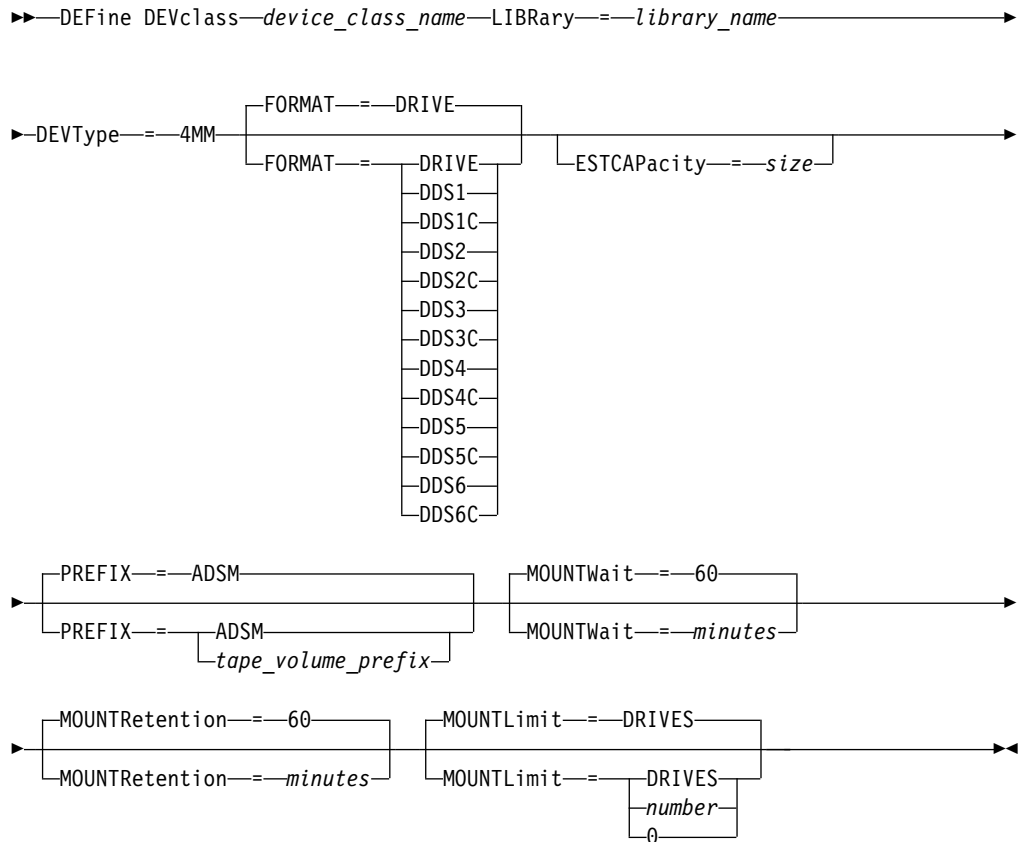 DEFine DEVclass device_class_name LIBRary = library_name
FORMAT = DRIVE
DEVType = 4MM
FORMAT = DRIVE
ESTCAPacity = size
DDS1
DDS1C
DDS2
DDS2C
DDS3
DDS3C
DDS4
DDS4C
DDS5
DDS5C
DDS6
DDS6C
PREFIX = ADSM MOUNTWait = 60
PREFIX = ADSM MOUNTWait = minutes
tape_volume_prefix
MOUNTRetention = 60 MOUNTLimit = DRIVES
MOUNTRetention = minutes MOUNTLimit = DRIVES
number
0